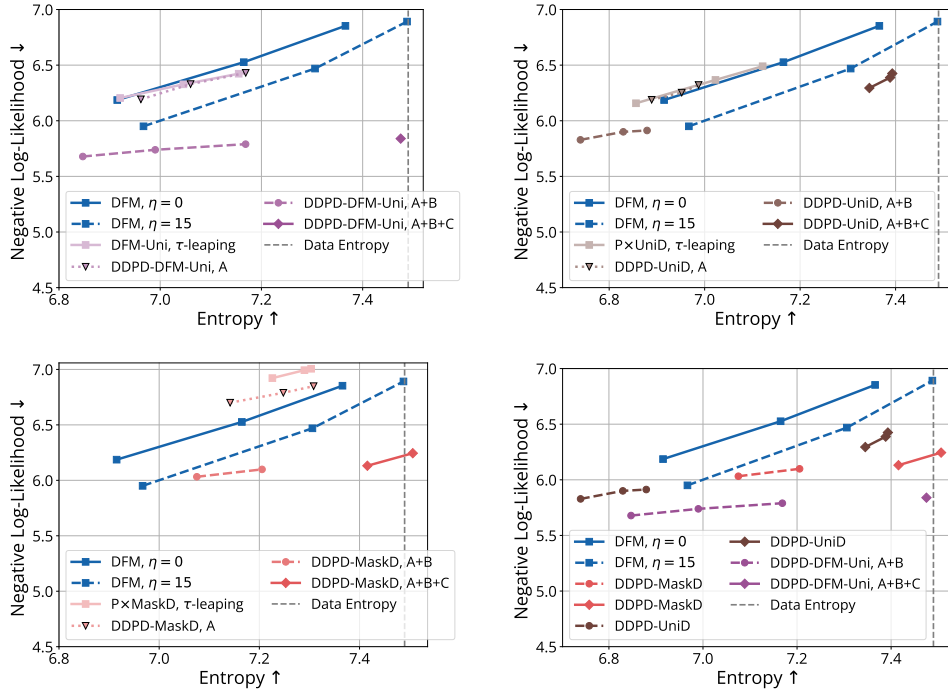 7.0
6.5
6.0
5.5
5.0
4.5
Negative Log-Likelihood ↓
DFM, η = 0
DFM, η = 15
DFM-Uni, τ-leaping
DDPD-DFM-Uni, A
DDPD-DFM-Uni, A+B
DDPD-DFM-Uni, A+B+C
Data Entropy
6.8 7.0 7.2 7.4
Entropy ↑
7.0
6.5
6.0
5.5
5.0
4.5
Negative Log-Likelihood ↓
DFM, η = 0
DFM, η = 15
P×UniD, τ-leaping
DDPD-UniD, A
DDPD-UniD, A+B
DDPD-UniD, A+B+C
Data Entropy
6.8 7.0 7.2 7.4
Entropy ↑
7.0
6.5
6.0
5.5
5.0
4.5
Negative Log-Likelihood ↓
DFM, η = 0
DFM, η = 15
P×MaskD, τ-leaping
DDPD-MaskD, A
DDPD-MaskD, A+B
DDPD-MaskD, A+B+C
Data Entropy
6.8 7.0 7.2 7.4
Entropy ↑
7.0
6.5
6.0
5.5
5.0
4.5
Negative Log-Likelihood ↓
DFM, η = 0
DFM, η = 15
DDPD-MaskD
DDPD-MaskD
DDPD-UniD
DDPD-UniD
DDPD-DFM-Uni, A+B
DDPD-DFM-Uni, A+B+C
Data Entropy
6.8 7.0 7.2 7.4
Entropy ↑